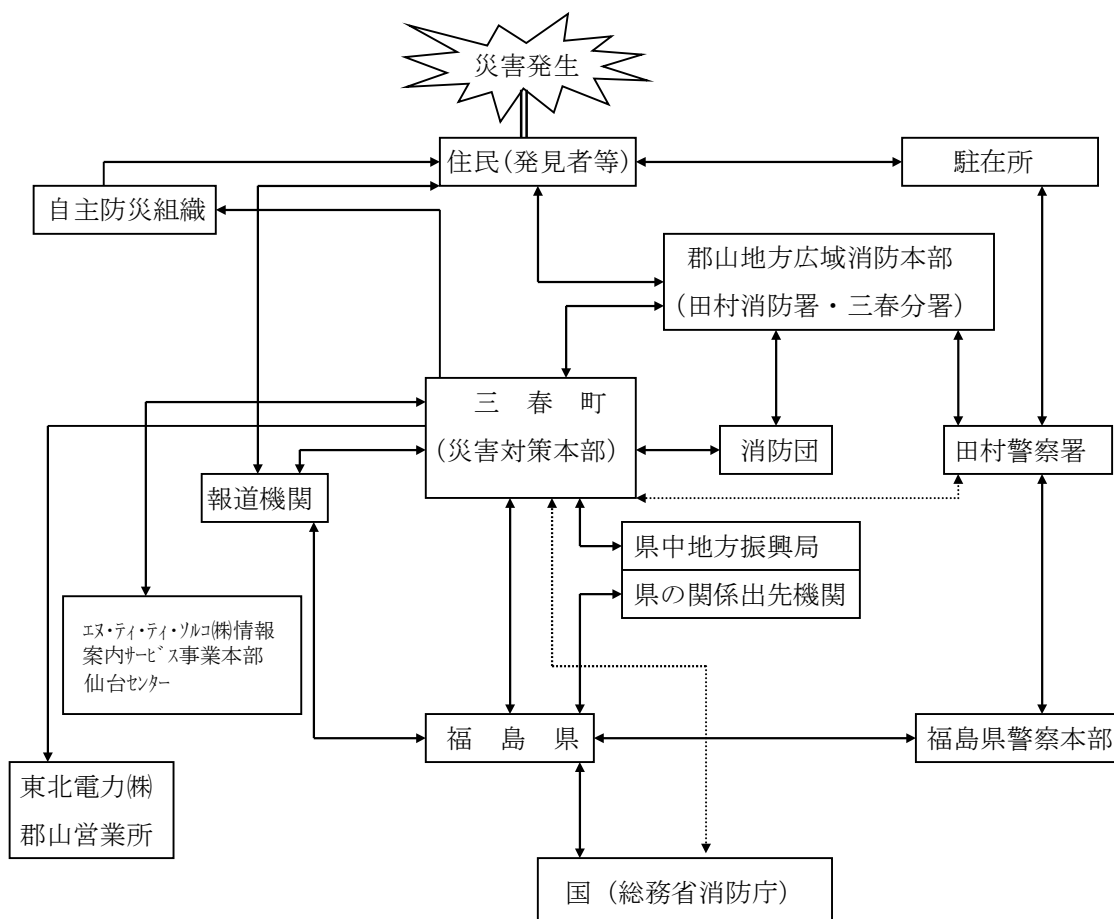 災害発生
住民(発見者等)
駐在所
自主防災組織
郡山地方広域消防本部
(田村消防署・三春分署)
三　春　町
(災害対策本部)
消防団
田村警察署
報道機関
県中地方振興局
県の関係出先機関
ｴﾇ･ﾃｨ･ﾃｨ･ｿﾙｺ㈱情報
案内ｻｰﾋﾞｽ事業本部
仙台ｾﾝﾀｰ
福　島　県
福島県警察本部
東北電力㈱
郡山営業所
国（総務省消防庁）